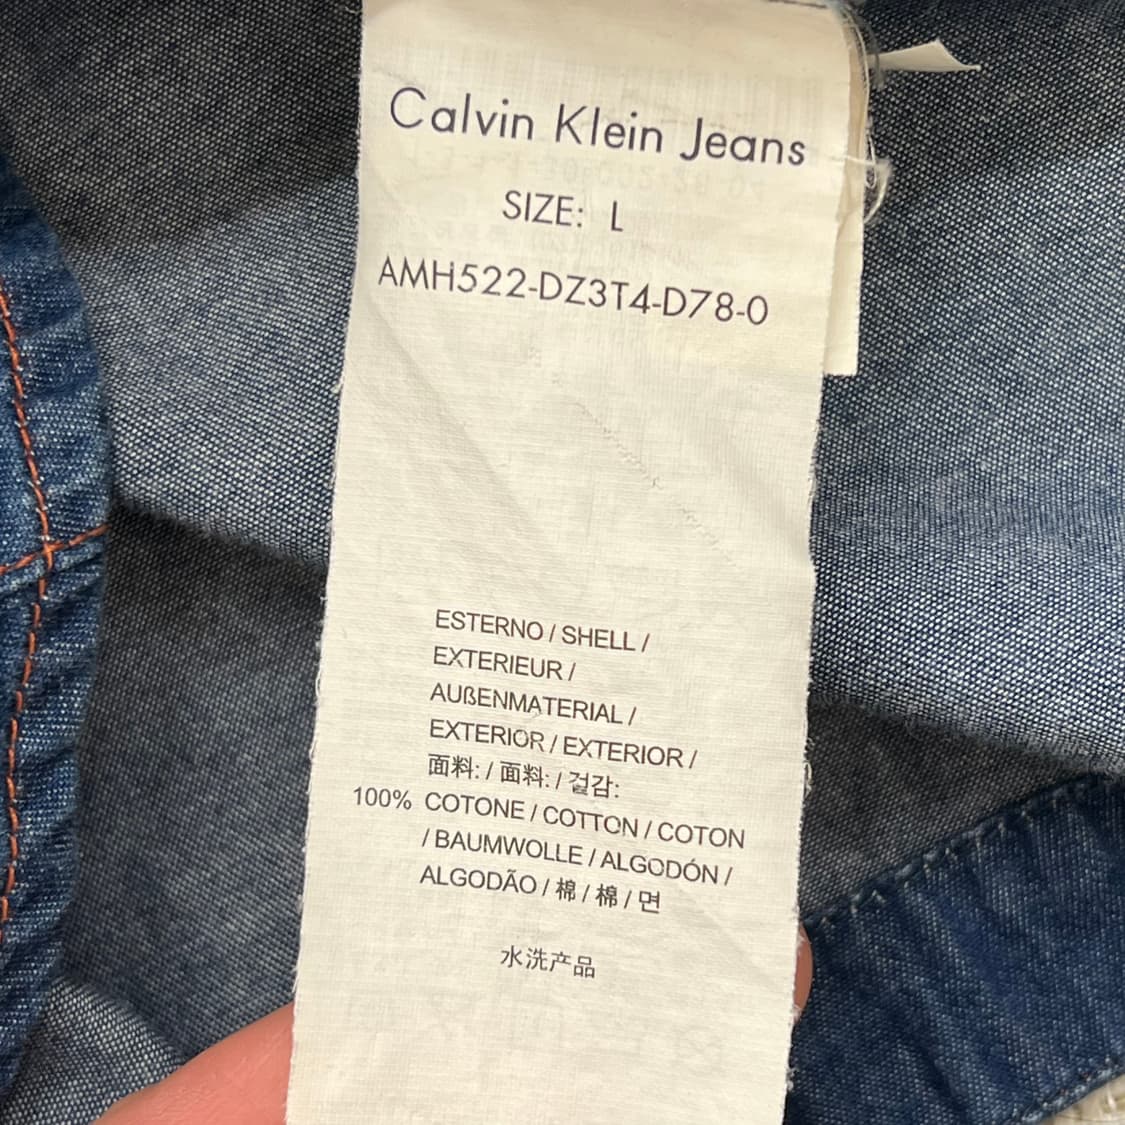 Calvin Klein Jeans
SIZE: L
AMH522-DZ3T4-D78-0
ESTERNO / SHELL /
EXTERIEUR /
AUßENMATERIAL /
EXTERIOR / EXTERIOR /
面料: / 面料: / 겉감:
100% COTONE / COTTON / COTON
/ BAUMWOLLE / ALGODÓN /
ALGODÃO / 棉 / 棉 / 면
水洗产品